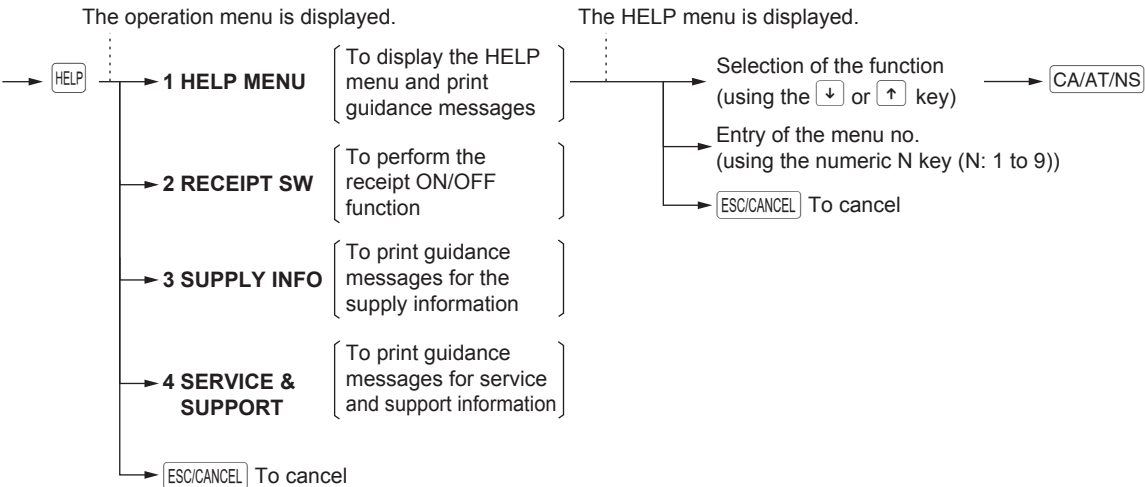 The operation menu is displayed.
The HELP menu is displayed.
HELP
1 HELP MENU
To display the HELP
menu and print
guidance messages
Selection of the function
(using the ↓ or ↑ key)
CA/AT/NS
Entry of the menu no.
(using the numeric N key (N: 1 to 9))
ESC/CANCEL To cancel
2 RECEIPT SW
To perform the
receipt ON/OFF
function
3 SUPPLY INFO
To print guidance
messages for the
supply information
4 SERVICE &
SUPPORT
To print guidance
messages for service
and support information
ESC/CANCEL To cancel